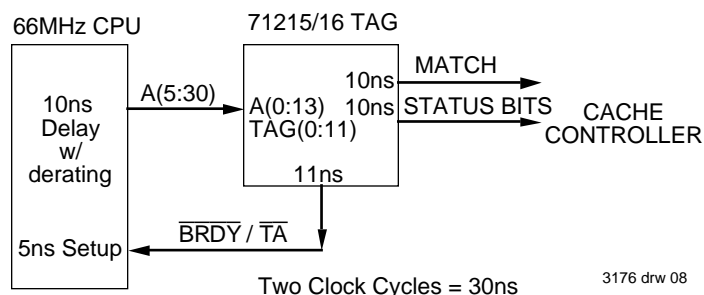 66MHz CPU
71215/16 TAG
10ns
Delay
w/
derating
A(5:30)
A(0:13)
TAG(0:11)
10ns
10ns
MATCH
STATUS BITS
CACHE
CONTROLLER
11ns
5ns Setup
BRDY / TA
Two Clock Cycles = 30ns
3176 drw 08